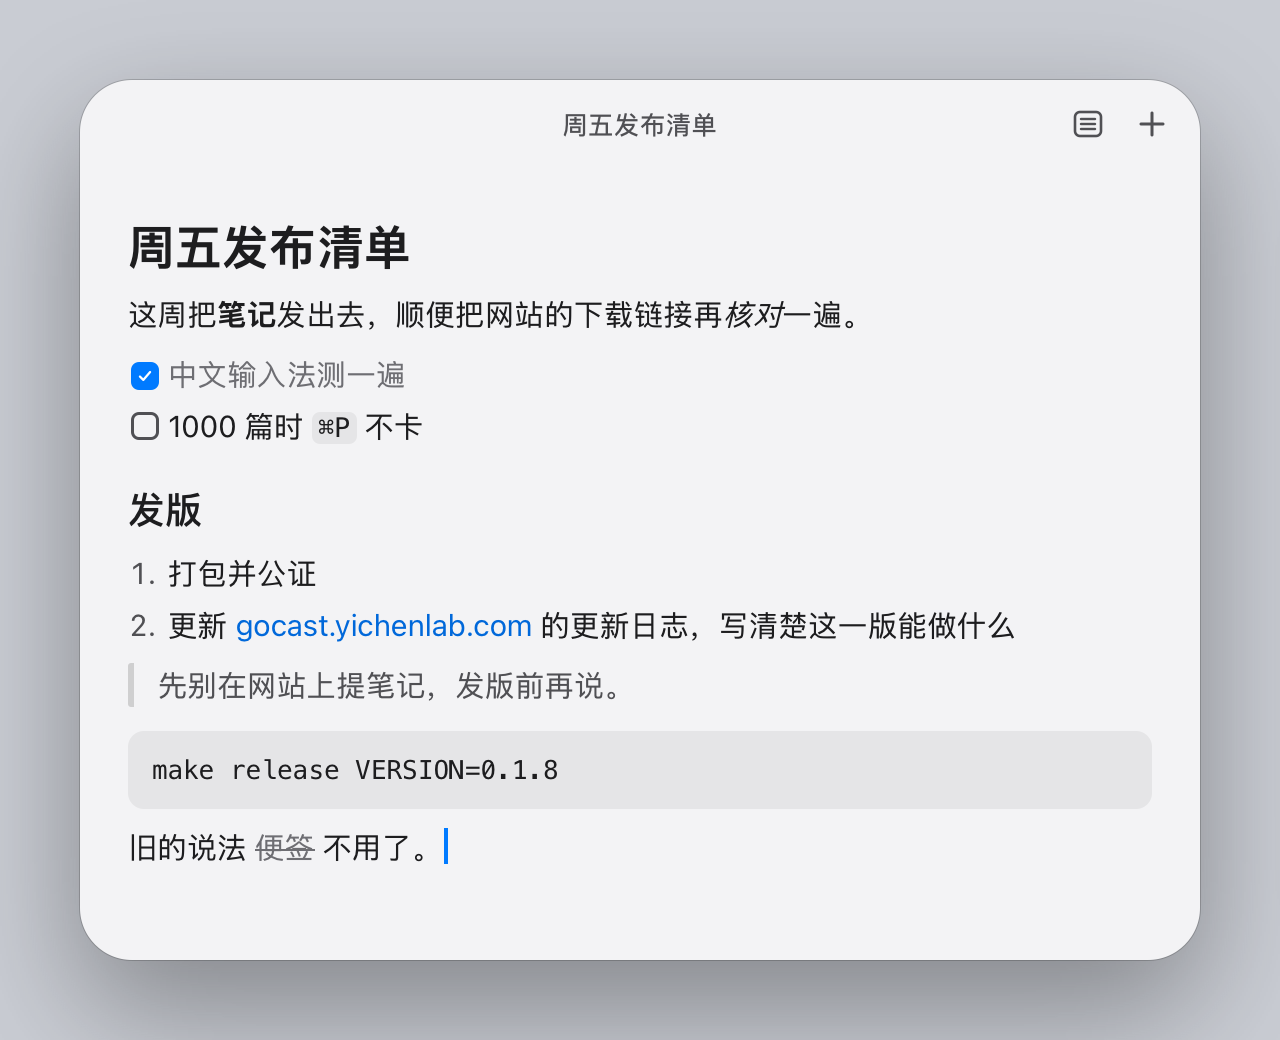 周五发布清单
周五发布清单
这周把笔记发出去，顺便把网站的下载链接再核对一遍。
中文输入法测一遍
1000 篇时 ⌘P 不卡
发版
1. 打包并公证
2. 更新 gocast.yichenlab.com 的更新日志，写清楚这一版能做什么
先别在网站上提笔记，发版前再说。
make release VERSION=0.1.8
旧的说法 便签 不用了。